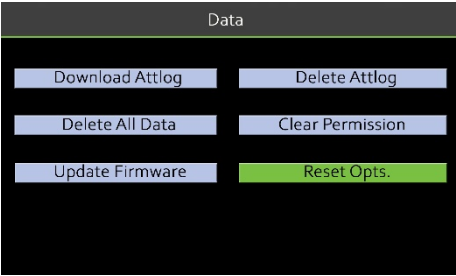 Data
Download Attlog
Delete Attlog
Delete All Data
Clear Permission
Update Firmware
Reset Opts.